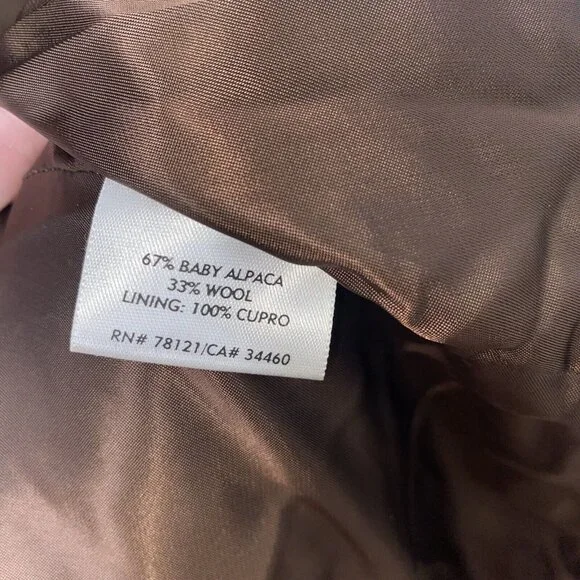 67% BABY ALPACA
33% WOOL
LINING: 100% CUPRO
RN# 78121/CA# 34460